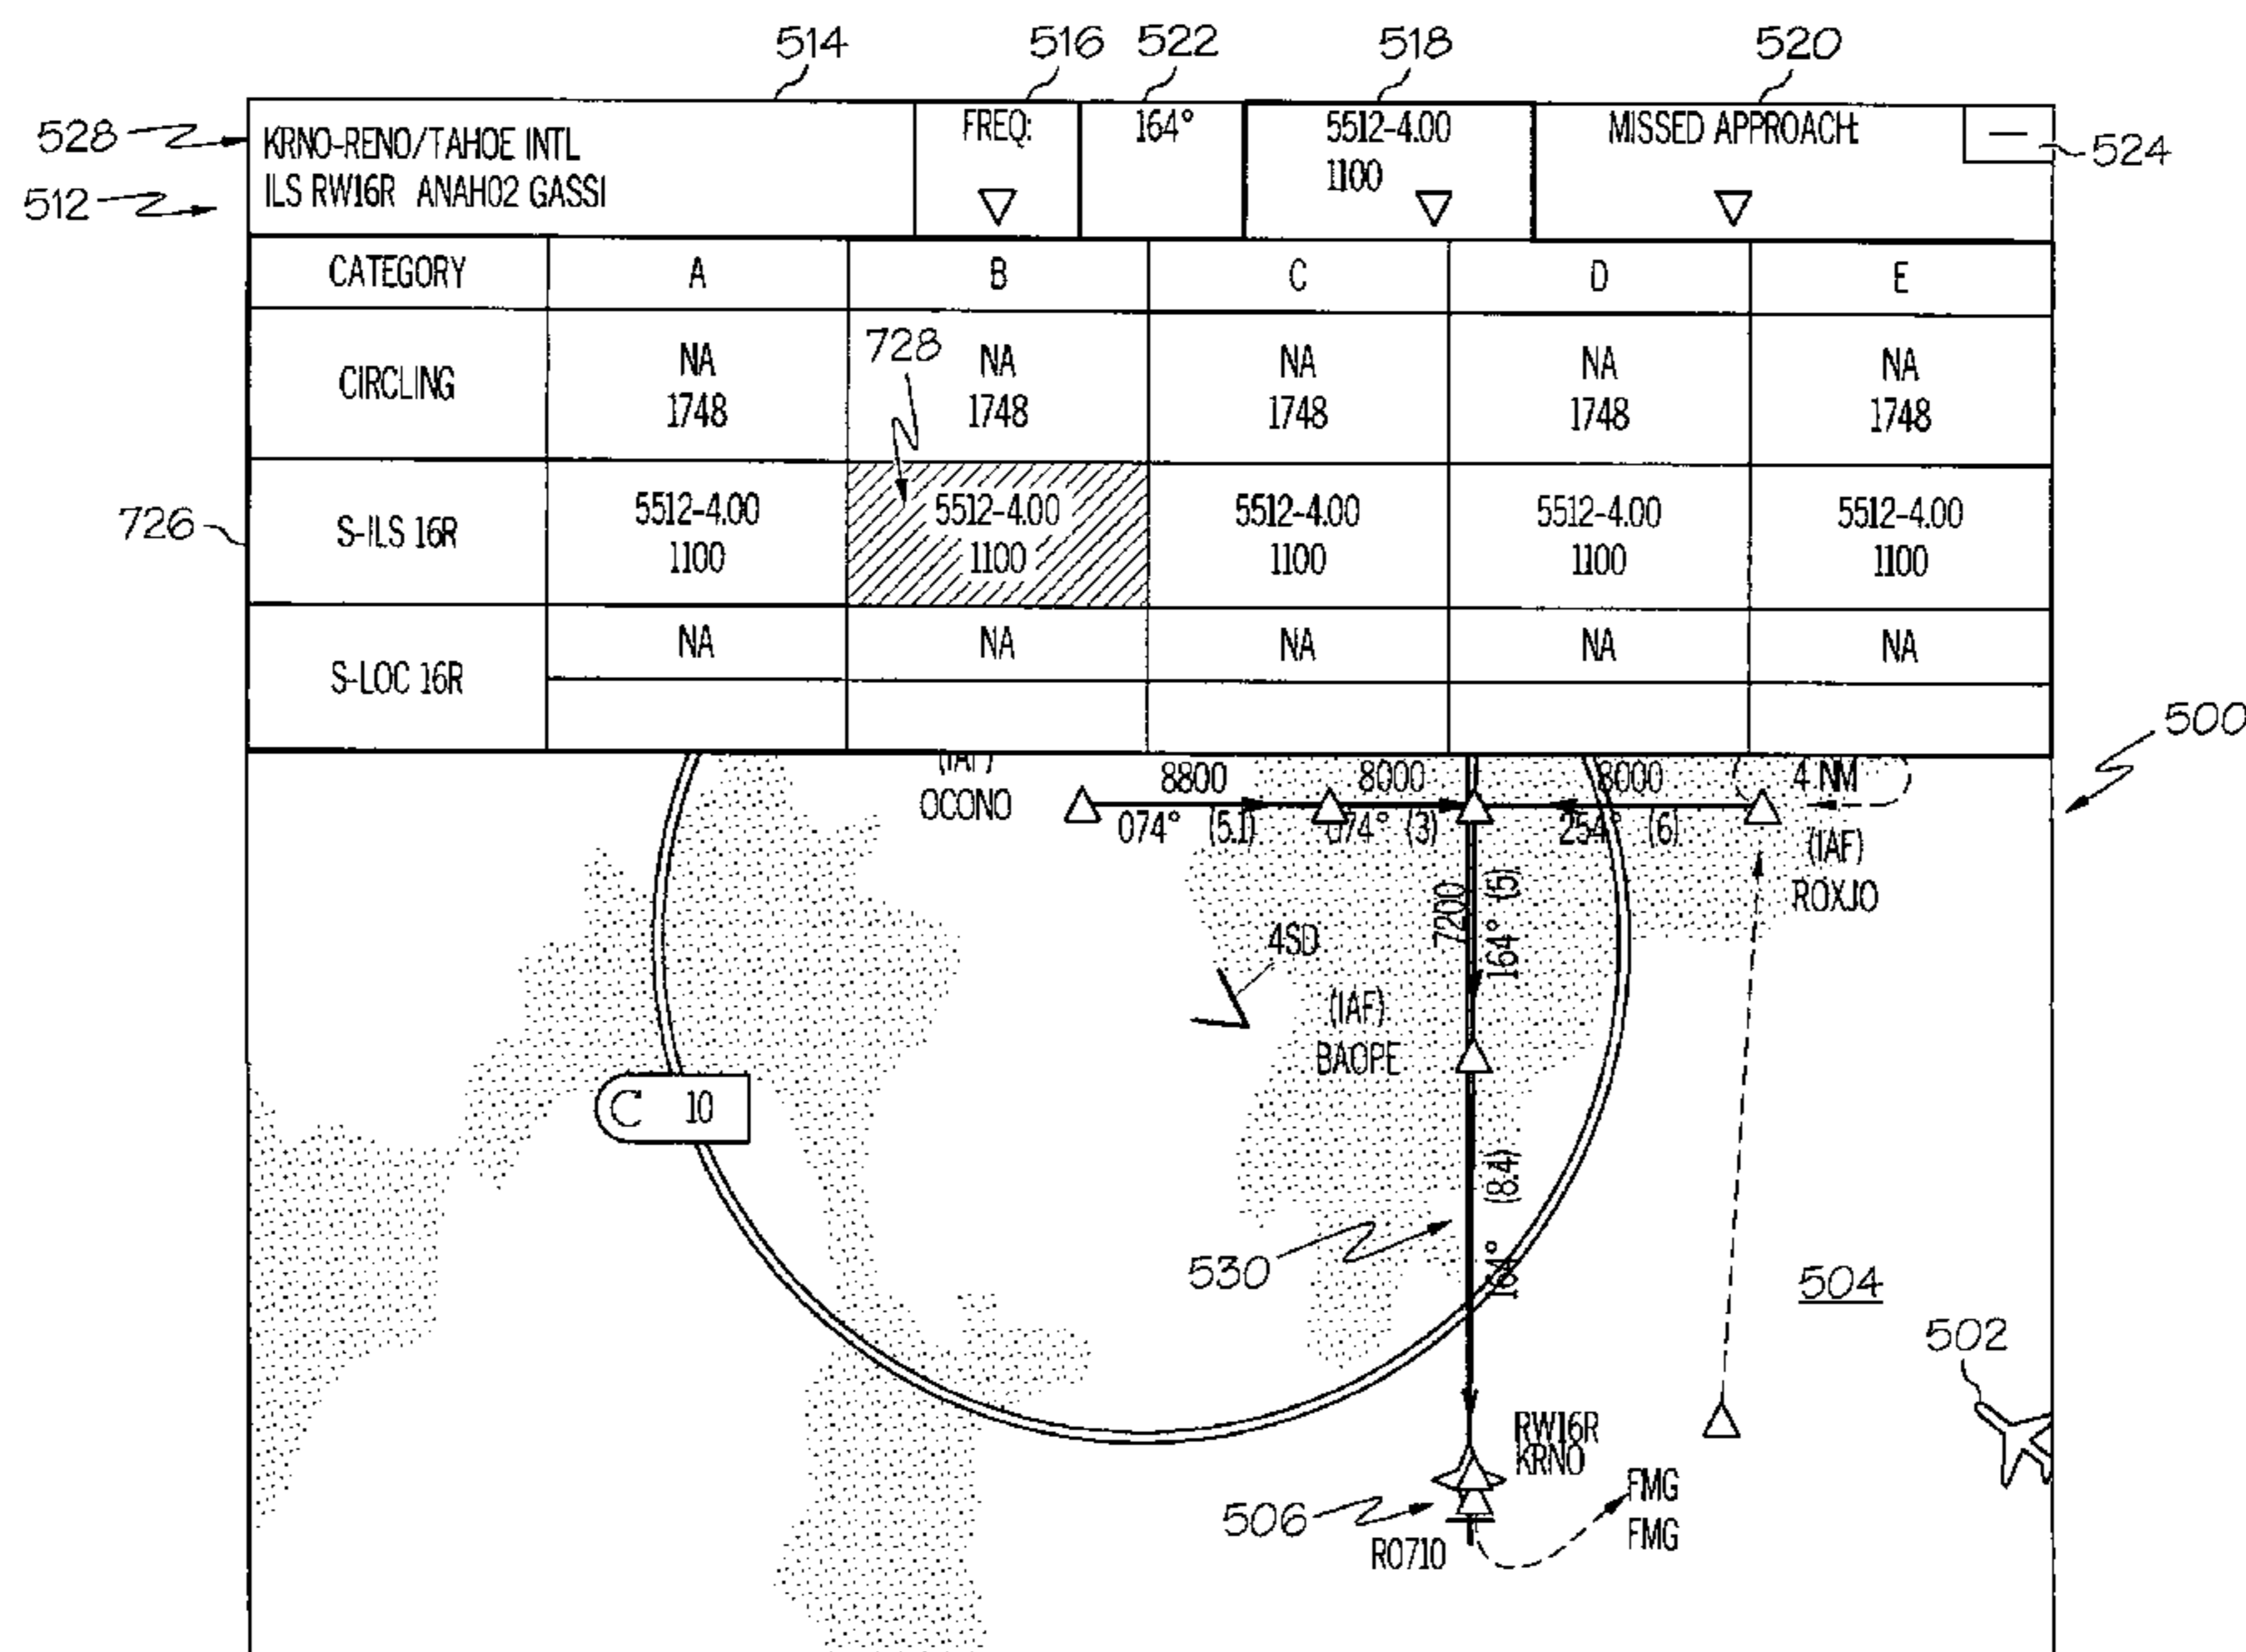 514 516 522 518 520
528
512
KRNO-RENO/TAHOE INTL
ILS RW16R ANAHO2 GASSI
FREQ:
164°
5512-4.00
1100
MISSED APPROACH:
524
CATEGORY A B C D E
728
CIRCLING
NA NA NA NA NA
1748 1748 1748 1748 1748
726
S-ILS 16R
5512-4.00 5512-4.00 5512-4.00 5512-4.00 5512-4.00
1100 1100 1100 1100 1100
S-LOC 16R
NA NA NA NA NA
500
(IAF)
OCONO
8800 8000 8000 4 NM
074° (5.1) 074° (3) 254° (6)
(IAF)
ROXJO
7200
164° (5)
4SD
(IAF)
BAOPE
10
164° (8.4)
530
504
502
RW16R
KRNO
506
R0710
FMG
FMG